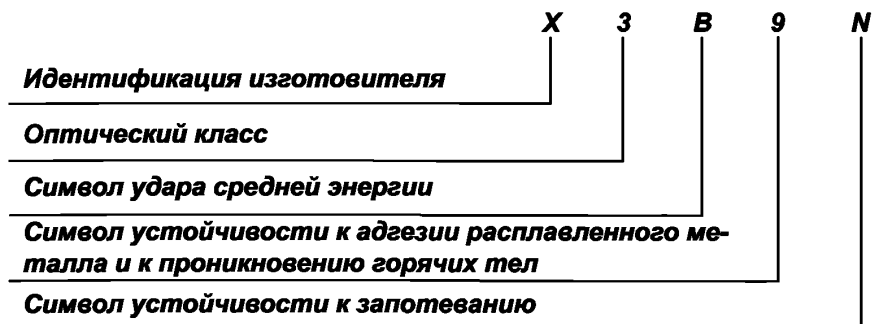 X 3 B 9 N
Идентификация изготовителя
Оптический класс
Символ удара средней энергии
Символ устойчивости к адгезии расплавленного ме-
талла и к проникновению горячих тел
Символ устойчивости к запотеванию